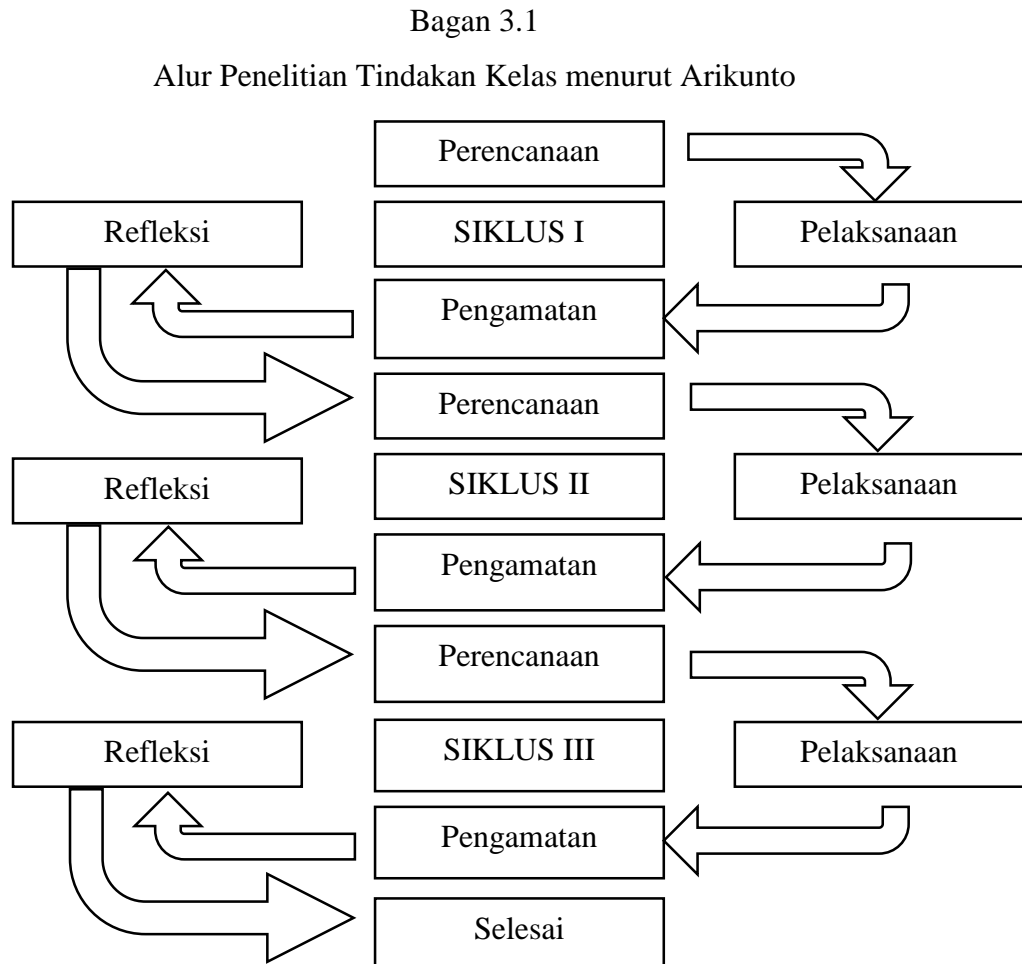 Bagan 3.1
Alur Penelitian Tindakan Kelas menurut Arikunto
Perencanaan
Refleksi
SIKLUS I
Pelaksanaan
Pengamatan
Perencanaan
Refleksi
SIKLUS II
Pelaksanaan
Pengamatan
Perencanaan
Refleksi
SIKLUS III
Pelaksanaan
Pengamatan
Selesai